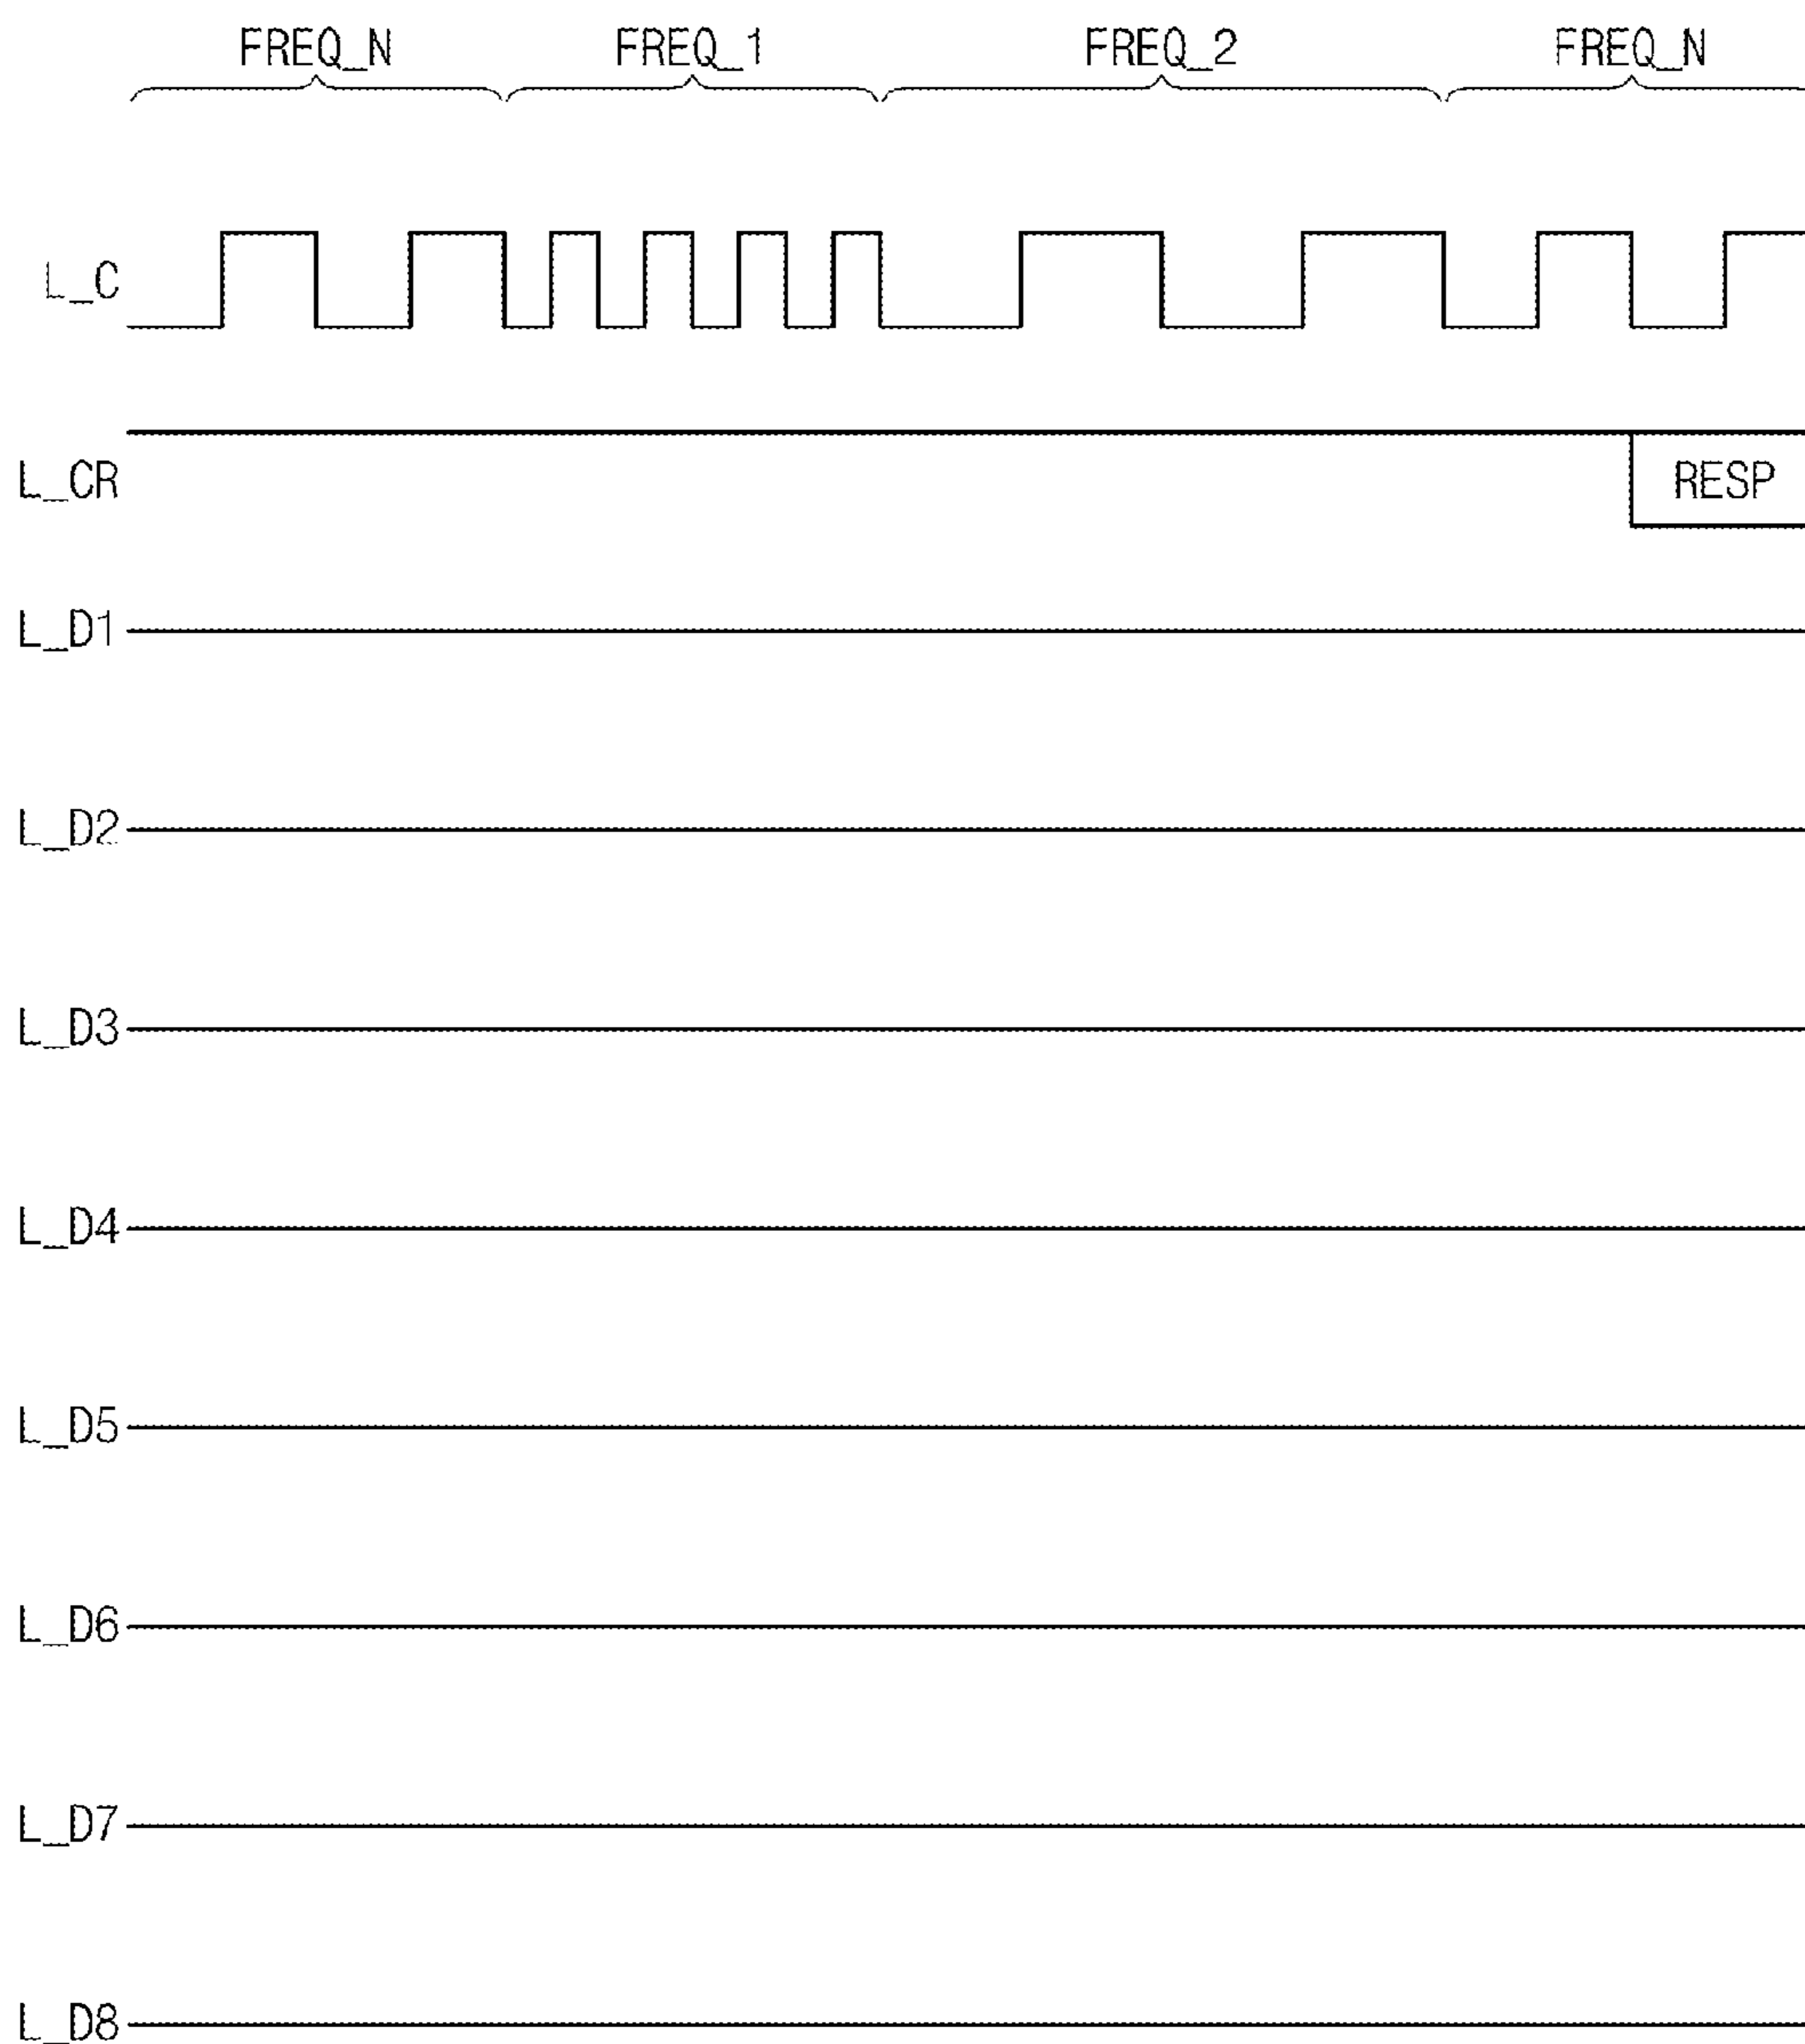 FREQ_N FREQ_1 FREQ_2 FREQ_N
L_C
L_CR RESP
L_D1
L_D2
L_D3
L_D4
L_D5
L_D6
L_D7
L_D8